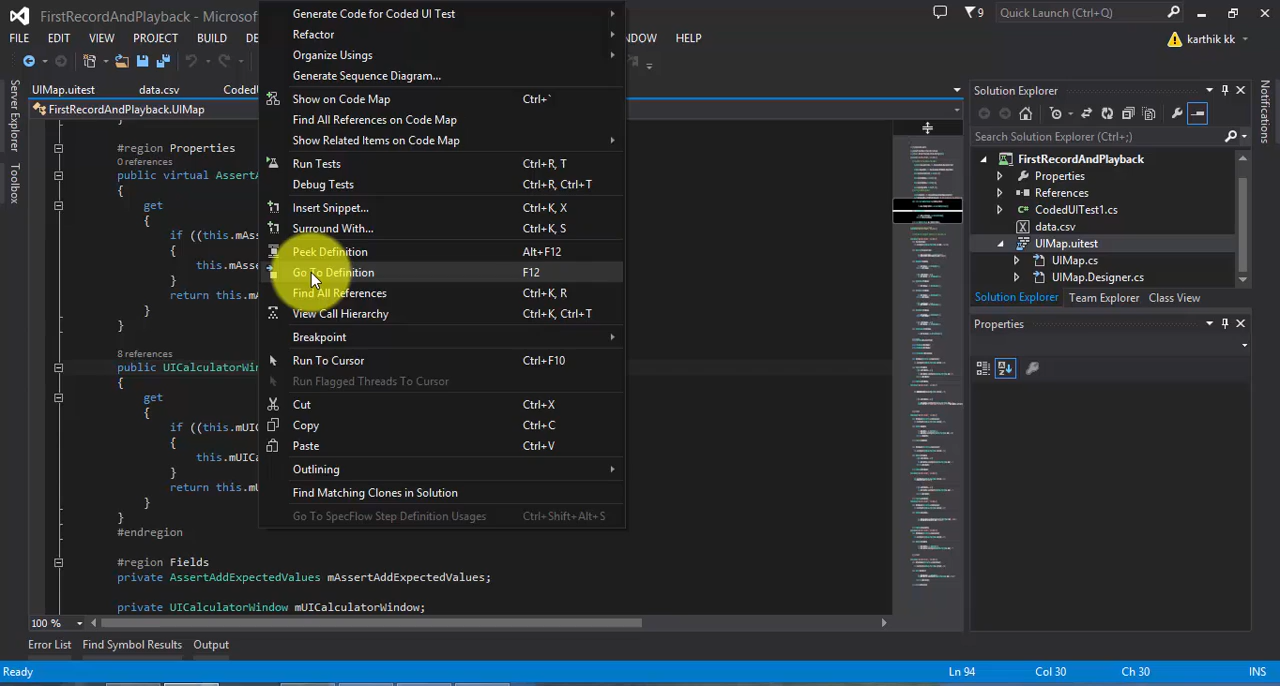 FirstRecordAndPlayback - Microsof
9
Quick Launch (Ctrl+Q)
FILE EDIT VIEW PROJECT BUILD DE
NDOW HELP
karthik kk
UIMap.uitest data.csv Coded
FirstRecordAndPlayback.UIMap
Server Explorer
Toolbox
Notifications
Generate Code for Coded UI Test
Refactor
Organize Usings
Generate Sequence Diagram...
Show on Code Map Ctrl+`
Find All References on Code Map
Show Related Items on Code Map
Run Tests Ctrl+R, T
Debug Tests Ctrl+R, Ctrl+T
Insert Snippet... Ctrl+K, X
Surround With... Ctrl+K, S
Peek Definition Alt+F12
Go To Definition F12
Find All References Ctrl+K, R
View Call Hierarchy Ctrl+K, Ctrl+T
Breakpoint
Run To Cursor Ctrl+F10
Run Flagged Threads To Cursor
Cut Ctrl+X
Copy Ctrl+C
Paste Ctrl+V
Outlining
Find Matching Clones in Solution
Go To SpecFlow Step Definition Usages Ctrl+Shift+Alt+S
}
#region Properties
0 references
public virtual AssertA
{
get
{
if ((this.mAss
{
this.mAsse
}
return this.mA
}
}
8 references
public UICalculatorWin
{
get
{
if ((this.mUIC
{
this.mUICa
}
return this.mU
}
}
#endregion
#region Fields
private AssertAddExpectedValues mAssertAddExpectedValues;
private UICalculatorWindow mUICalculatorWindow;
100 %
Solution Explorer
Search Solution Explorer (Ctrl+;)
FirstRecordAndPlayback
Properties
References
CodedUITest1.cs
data.csv
UIMap.uitest
UIMap.cs
UIMap.Designer.cs
Solution Explorer Team Explorer Class View
Properties
Error List Find Symbol Results Output
Ready Ln 94 Col 30 Ch 30 INS